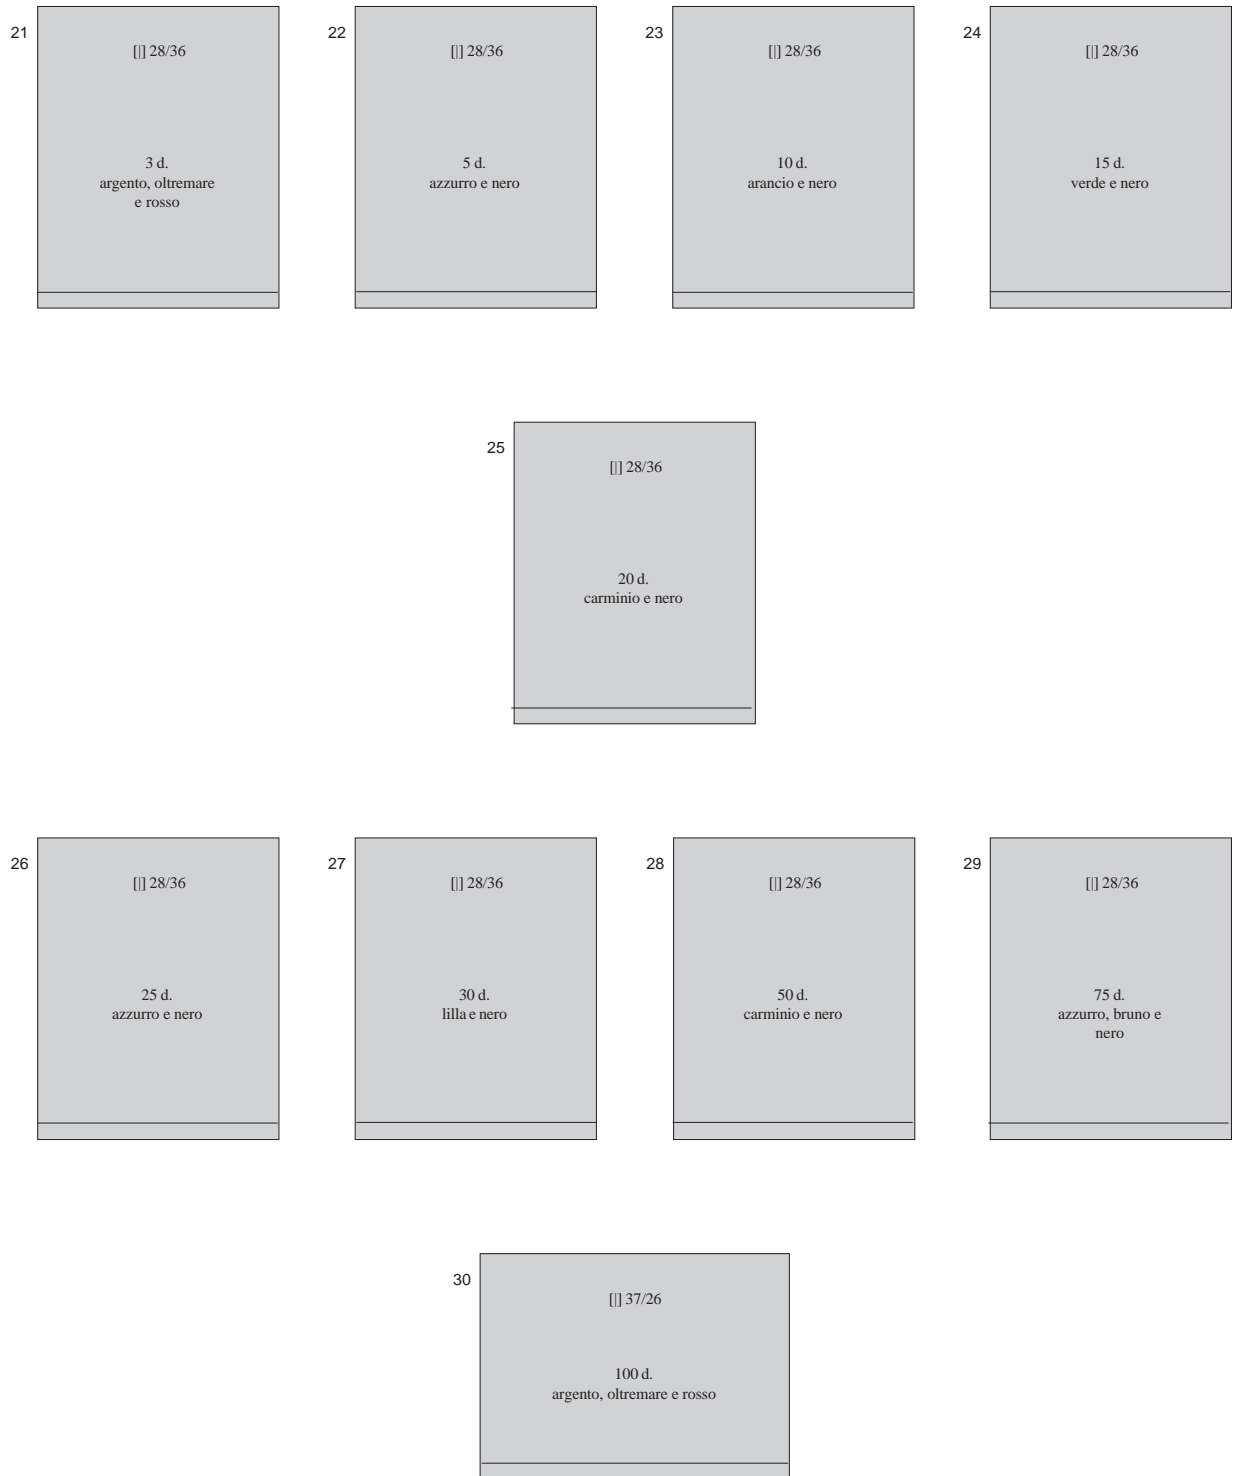 21
[|] 28/36
3 d.
argento, oltremare
e rosso
22
[|] 28/36
5 d.
azzurro e nero
23
[|] 28/36
10 d.
arancio e nero
24
[|] 28/36
15 d.
verde e nero
25
[|] 28/36
20 d.
carminio e nero
26
[|] 28/36
25 d.
azzurro e nero
27
[|] 28/36
30 d.
lilla e nero
28
[|] 28/36
50 d.
carminio e nero
29
[|] 28/36
75 d.
azzurro, bruno e
nero
30
[|] 37/26
100 d.
argento, oltremare e rosso